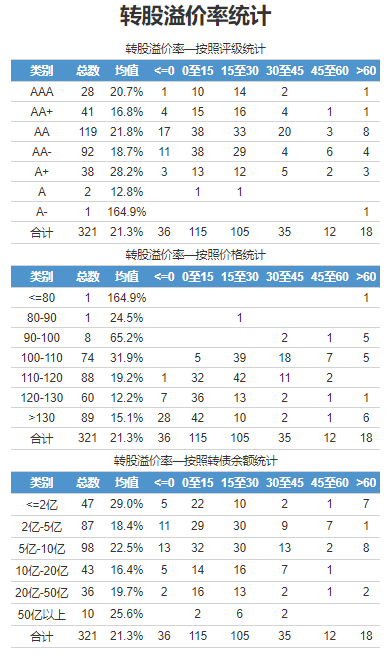 转股溢价率统计
转股溢价率—按照评级统计
类别 总数 均值 <=0 0至15 15至30 30至45 45至60 >60
AAA 28 20.7% 1 10 14 2 1
AA+ 41 16.8% 4 15 16 4 1 1
AA 119 21.8% 17 38 33 20 3 8
AA- 92 18.7% 11 38 29 4 6 4
A+ 38 28.2% 3 13 12 5 2 3
A 2 12.8% 1 1
A- 1 164.9% 1
合计 321 21.3% 36 115 105 35 12 18
转股溢价率—按照价格统计
类别 总数 均值 <=0 0至15 15至30 30至45 45至60 >60
<=80 1 164.9% 1
80-90 1 24.5% 1
90-100 8 65.2% 2 1 5
100-110 74 31.9% 5 39 18 7 5
110-120 88 19.2% 1 32 42 11 2
120-130 60 12.2% 7 36 13 2 1 1
>130 89 15.1% 28 42 10 2 1 6
合计 321 21.3% 36 115 105 35 12 18
转股溢价率—按照转债余额统计
类别 总数 均值 <=0 0至15 15至30 30至45 45至60 >60
<=2亿 47 29.0% 5 22 10 2 1 7
2亿-5亿 87 18.4% 11 29 30 9 7 1
5亿-10亿 98 22.5% 13 32 30 13 2 8
10亿-20亿 43 16.4% 5 14 16 7 1
20亿-50亿 36 19.7% 2 16 13 2 1 2
50亿以上 10 25.6% 2 6 2
合计 321 21.3% 36 115 105 35 12 18